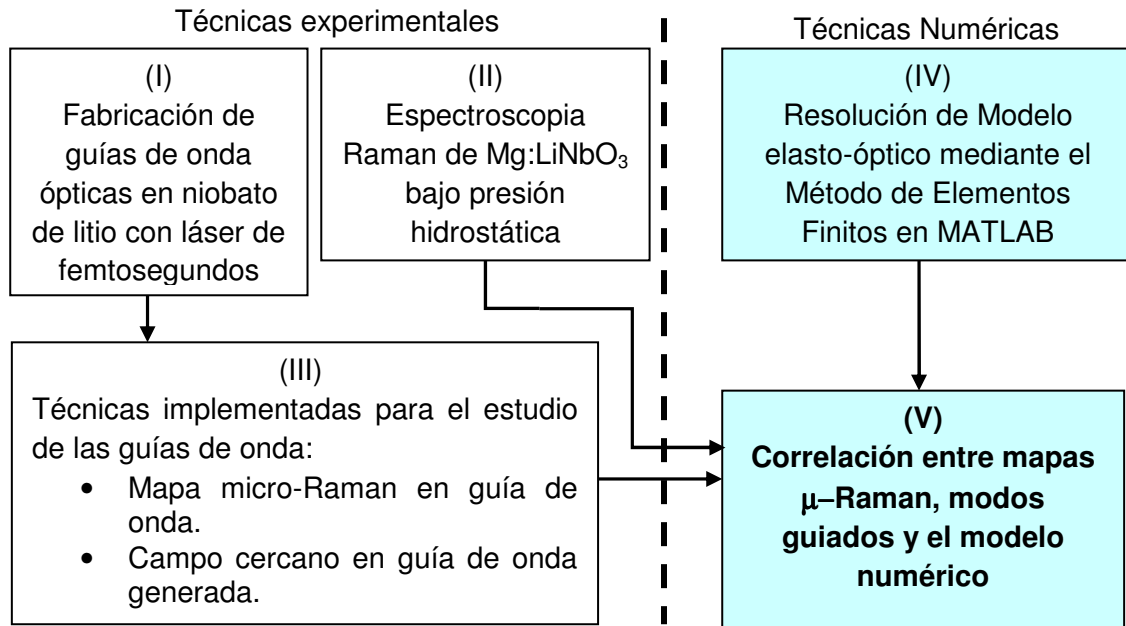 Técnicas experimentales
(I)
Fabricación de
guías de onda
ópticas en niobato
de litio con láser de
femtosegundos
(II)
Espectroscopia
Raman de Mg:LiNbO₃
bajo presión
hidrostática
(III)
Técnicas implementadas para el estudio
de las guías de onda:
• Mapa micro-Raman en guía de
onda.
• Campo cercano en guía de onda
generada.
Técnicas Numéricas
(IV)
Resolución de Modelo
elasto-óptico mediante el
Método de Elementos
Finitos en MATLAB
(V)
Correlación entre mapas
μ–Raman, modos
guiados y el modelo
numérico